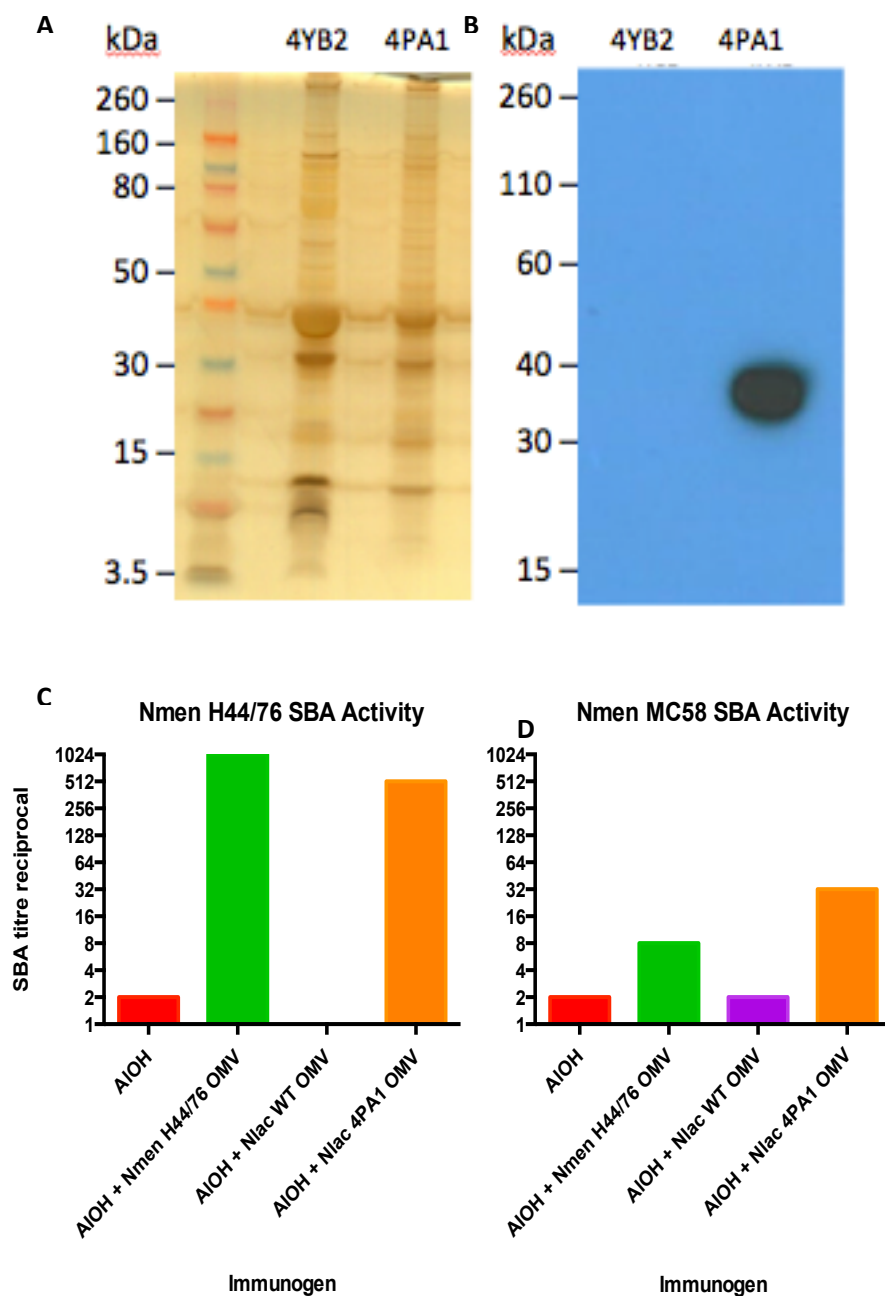 A
kDa 4YB2 4PA1
260
160
80
50
30
15
3.5
B
kDa 4YB2 4PA1
260
110
60
40
30
15
C
Nmen H44/76 SBA Activity
SBA titre reciprocal
1024
512
256
128
64
32
16
8
4
2
1
AlOH
AlOH + Nmen H44/76 OMV
AlOH + Nlac WT OMV
AlOH + Nlac 4PA1 OMV
Immunogen
D
Nmen MC58 SBA Activity
1024
512
256
128
64
32
16
8
4
2
1
AlOH
AlOH + Nmen H44/76 OMV
AlOH + Nlac WT OMV
AlOH + Nlac 4PA1 OMV
Immunogen